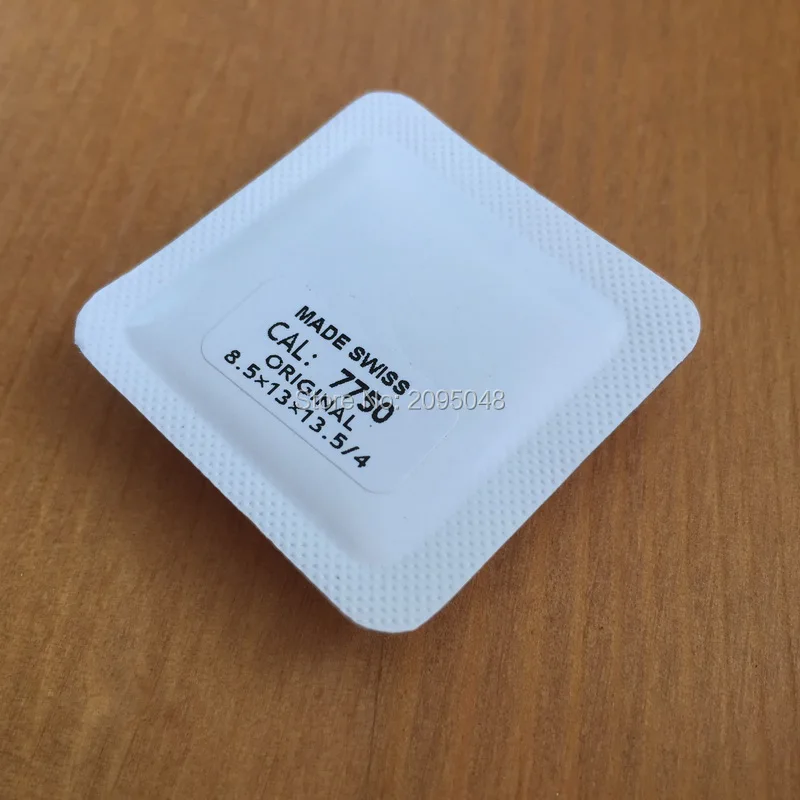 MADE SWISS
CAL: 7750
ORIGINAL
8.5×13×13.5/4
Store No: 2095048